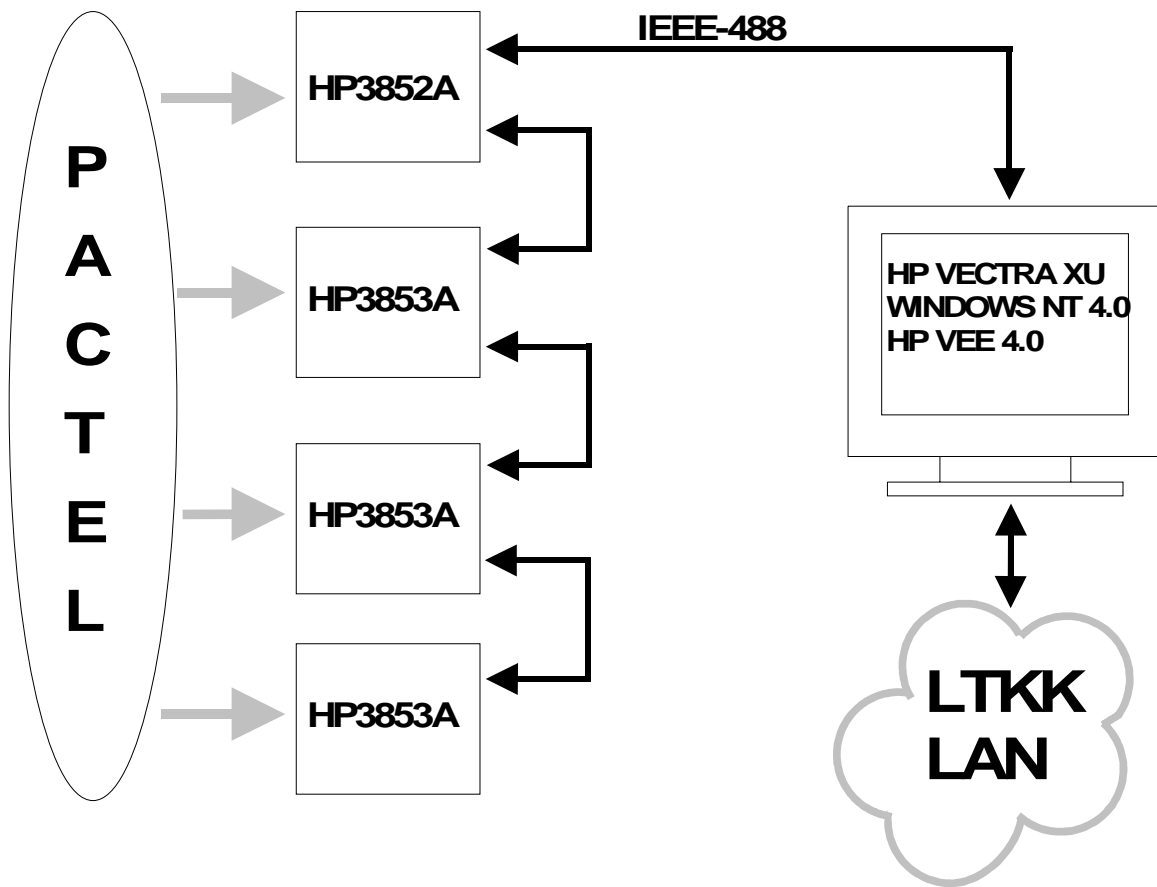 IEEE-488
HP3852A
P
A
C
T
E
L
HP3853A
HP3853A
HP3853A
HP VECTRA XU
WINDOWS NT 4.0
HP VEE 4.0
LTKK
LAN